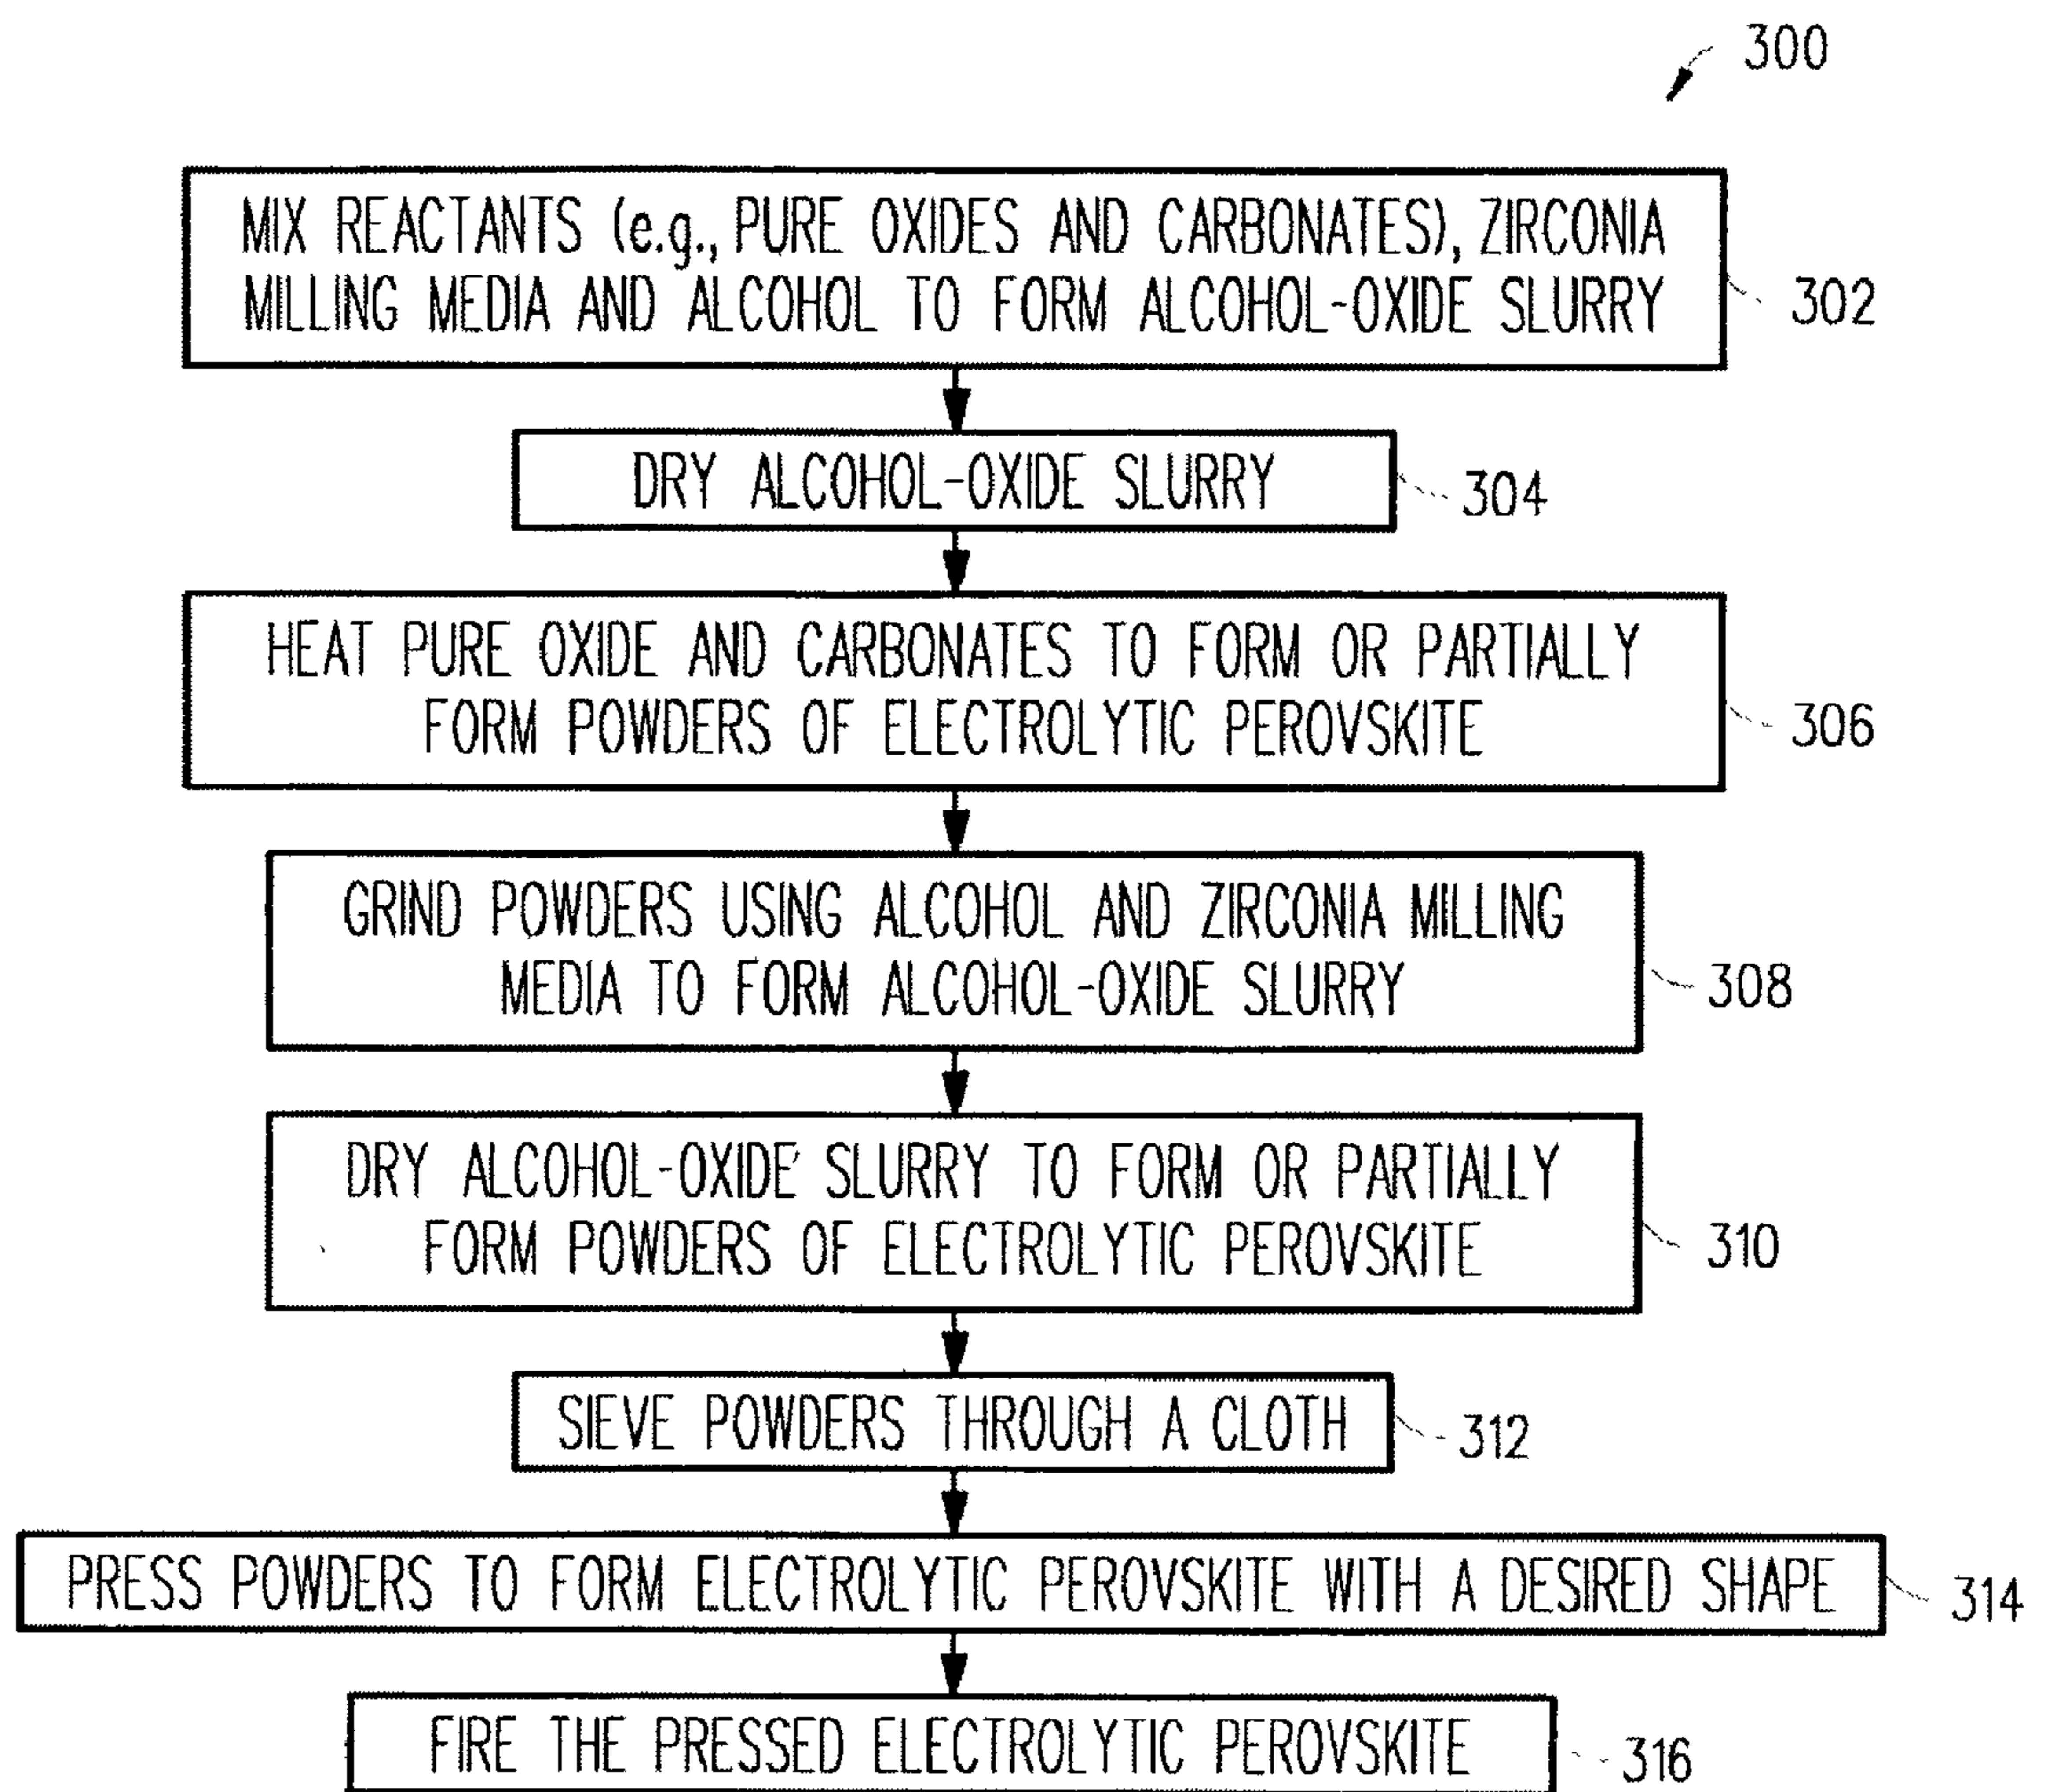 300
MIX REACTANTS (e.g., PURE OXIDES AND CARBONATES), ZIRCONIA
MILLING MEDIA AND ALCOHOL TO FORM ALCOHOL-OXIDE SLURRY
302
DRY ALCOHOL-OXIDE SLURRY
304
HEAT PURE OXIDE AND CARBONATES TO FORM OR PARTIALLY
FORM POWDERS OF ELECTROLYTIC PEROVSKITE
306
GRIND POWDERS USING ALCOHOL AND ZIRCONIA MILLING
MEDIA TO FORM ALCOHOL-OXIDE SLURRY
308
DRY ALCOHOL-OXIDE SLURRY TO FORM OR PARTIALLY
FORM POWDERS OF ELECTROLYTIC PEROVSKITE
310
SIEVE POWDERS THROUGH A CLOTH
312
PRESS POWDERS TO FORM ELECTROLYTIC PEROVSKITE WITH A DESIRED SHAPE
314
FIRE THE PRESSED ELECTROLYTIC PEROVSKITE
316